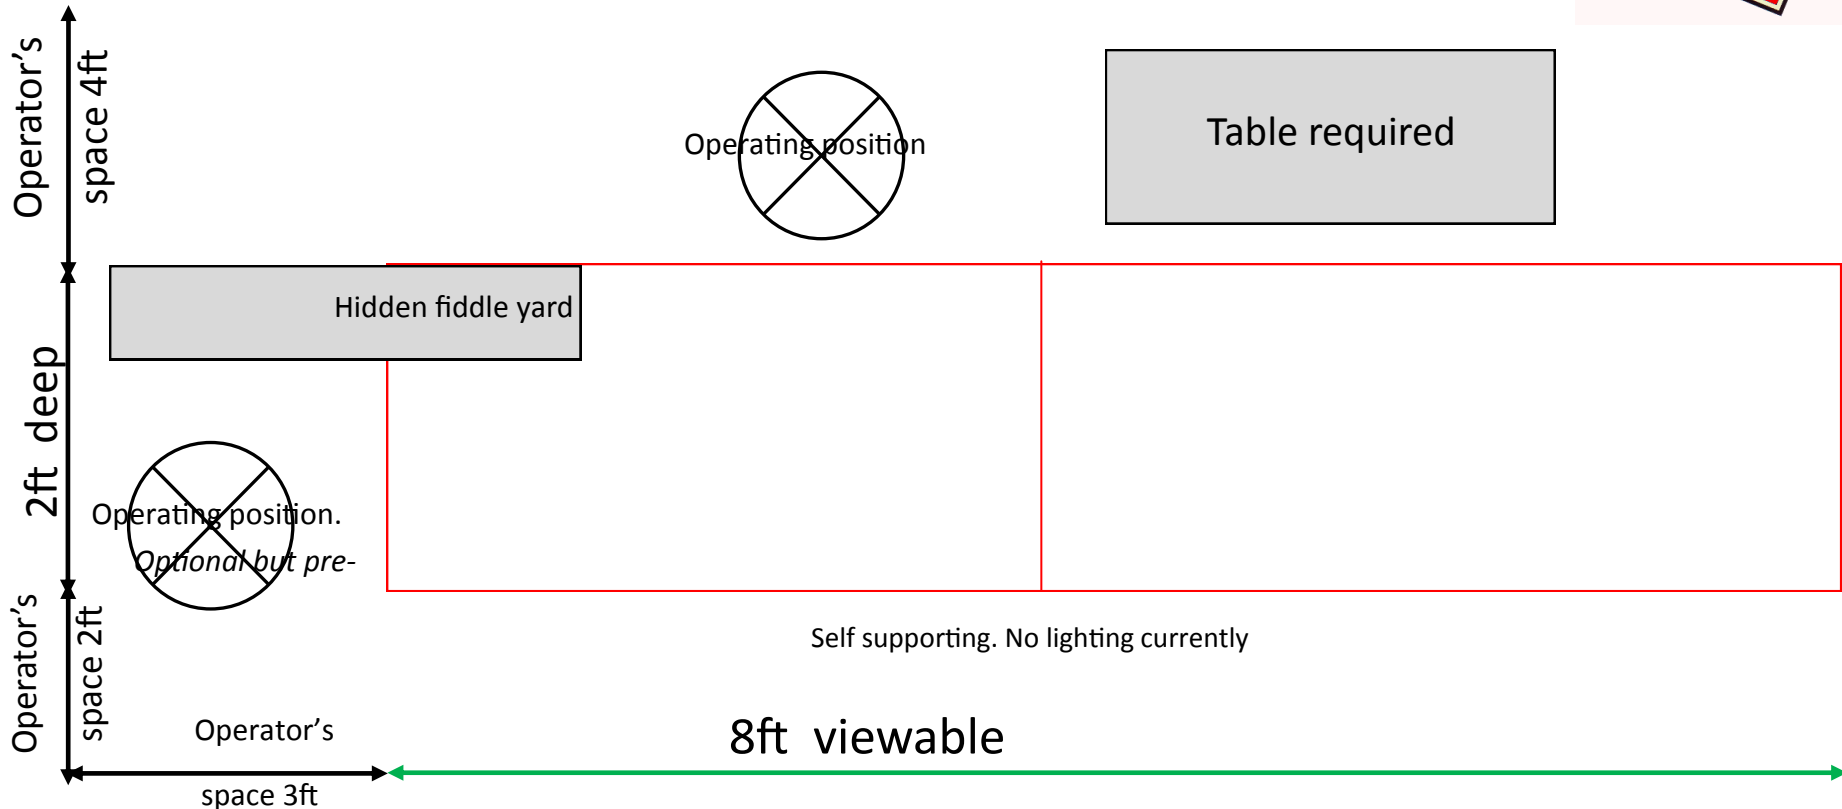 Operator's
space 4ft
Operating position
Table required
Hidden fiddle yard
2ft  deep
Operating position.
Optional but pre-
Operator's
space 2ft
Self supporting. No lighting currently
Operator's
space 3ft
8ft  viewable